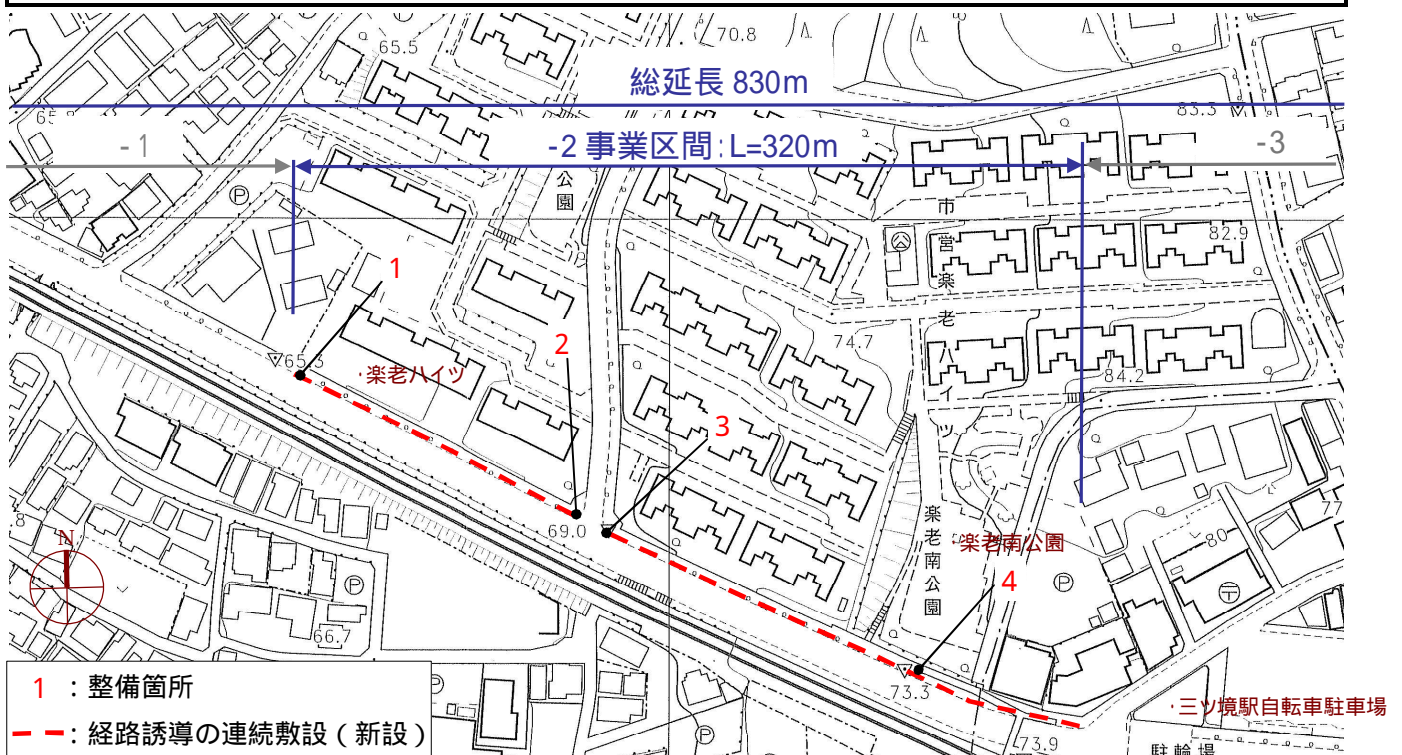 総延長 830m
-1
-2 事業区間:L=320m
-3
65.5
70.8
83.3
公園
市営楽老ハイツ
82.9
1
2
3
4
65.3
・楽老ハイツ
74.7
84.2
69.0
楽老南公園
・楽老南公園
80
77
N
66.7
73.3
73.9
・三ツ境駅自転車駐車場
駐輪場
1 :整備箇所
:経路誘導の連続敷設(新設)